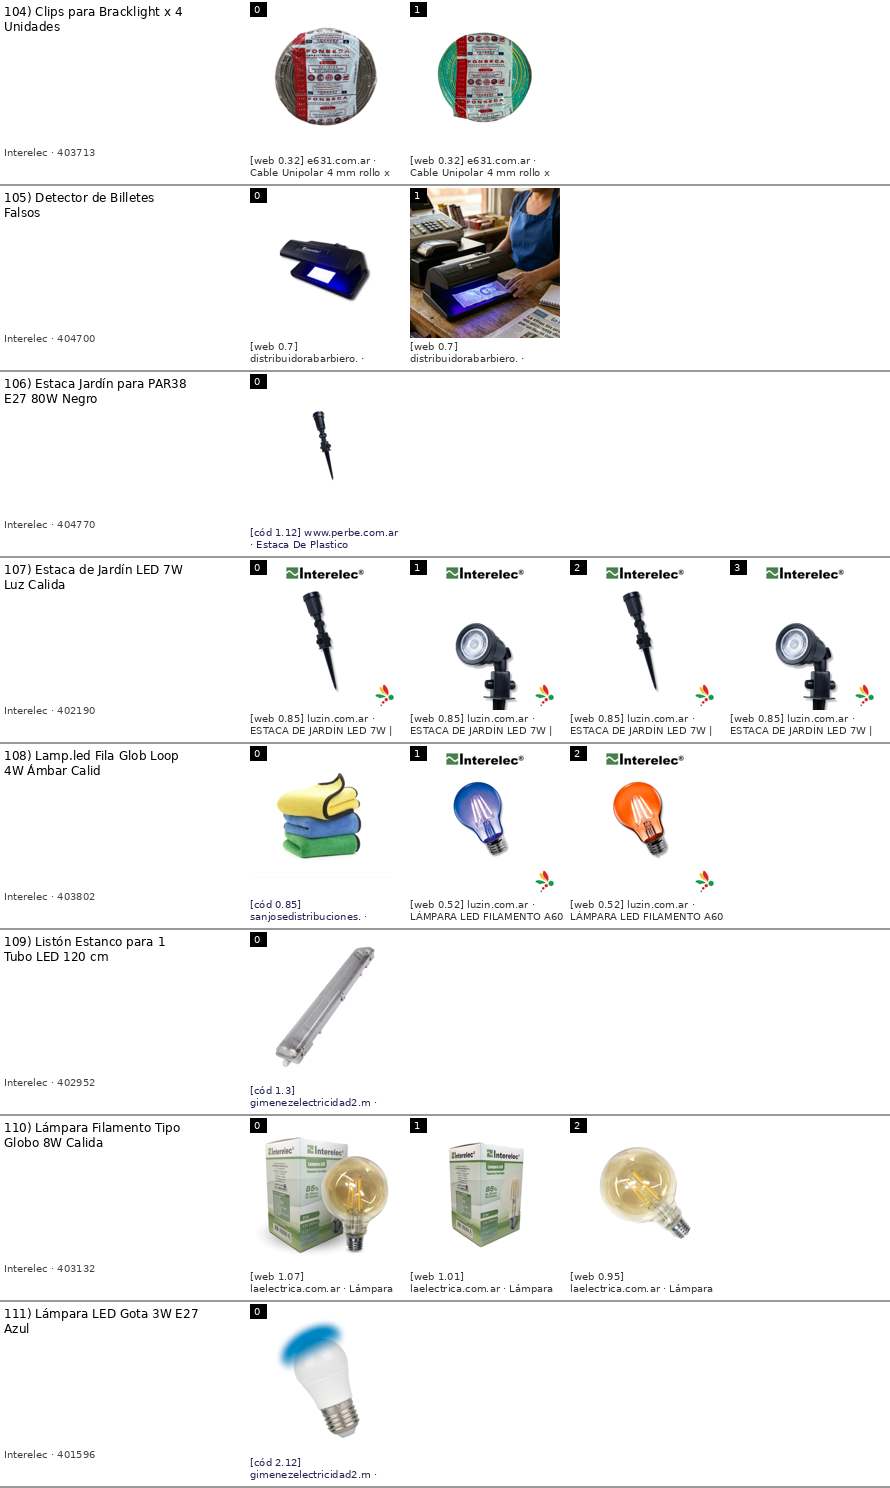 104) Clips para Bracklight x 4
Unidades
Interelec · 403713
0
FONSECA
FONSECA
[web 0.32] e631.com.ar ·
Cable Unipolar 4 mm rollo x
1
FONSECA
FONSECA
[web 0.32] e631.com.ar ·
Cable Unipolar 4 mm rollo x
105) Detector de Billetes
Falsos
Interelec · 404700
0
[web 0.7]
distribuidorabarbiero. ·
1
[web 0.7]
distribuidorabarbiero. ·
106) Estaca Jardín para PAR38
E27 80W Negro
Interelec · 404770
0
[cód 1.12] www.perbe.com.ar
· Estaca De Plastico
107) Estaca de Jardín LED 7W
Luz Calida
Interelec · 402190
0
Interelec®
[web 0.85] luzin.com.ar ·
ESTACA DE JARDÍN LED 7W |
1
Interelec®
[web 0.85] luzin.com.ar ·
ESTACA DE JARDÍN LED 7W |
2
Interelec®
[web 0.85] luzin.com.ar ·
ESTACA DE JARDÍN LED 7W |
3
Interelec®
[web 0.85] luzin.com.ar ·
ESTACA DE JARDÍN LED 7W |
108) Lamp.led Fila Glob Loop
4W Ámbar Calid
Interelec · 403802
0
[cód 0.85]
sanjosedistribuciones. ·
1
Interelec®
[web 0.52] luzin.com.ar ·
LÁMPARA LED FILAMENTO A60
2
Interelec®
[web 0.52] luzin.com.ar ·
LÁMPARA LED FILAMENTO A60
109) Listón Estanco para 1
Tubo LED 120 cm
Interelec · 402952
0
[cód 1.3]
gimenezelectricidad2.m ·
110) Lámpara Filamento Tipo
Globo 8W Calida
Interelec · 403132
0
Interelec®
Interelec®
85%
[web 1.07]
laelectrica.com.ar · Lámpara
1
Interelec®
Interelec®
85%
[web 1.01]
laelectrica.com.ar · Lámpara
2
[web 0.95]
laelectrica.com.ar · Lámpara
111) Lámpara LED Gota 3W E27
Azul
Interelec · 401596
0
[cód 2.12]
gimenezelectricidad2.m ·